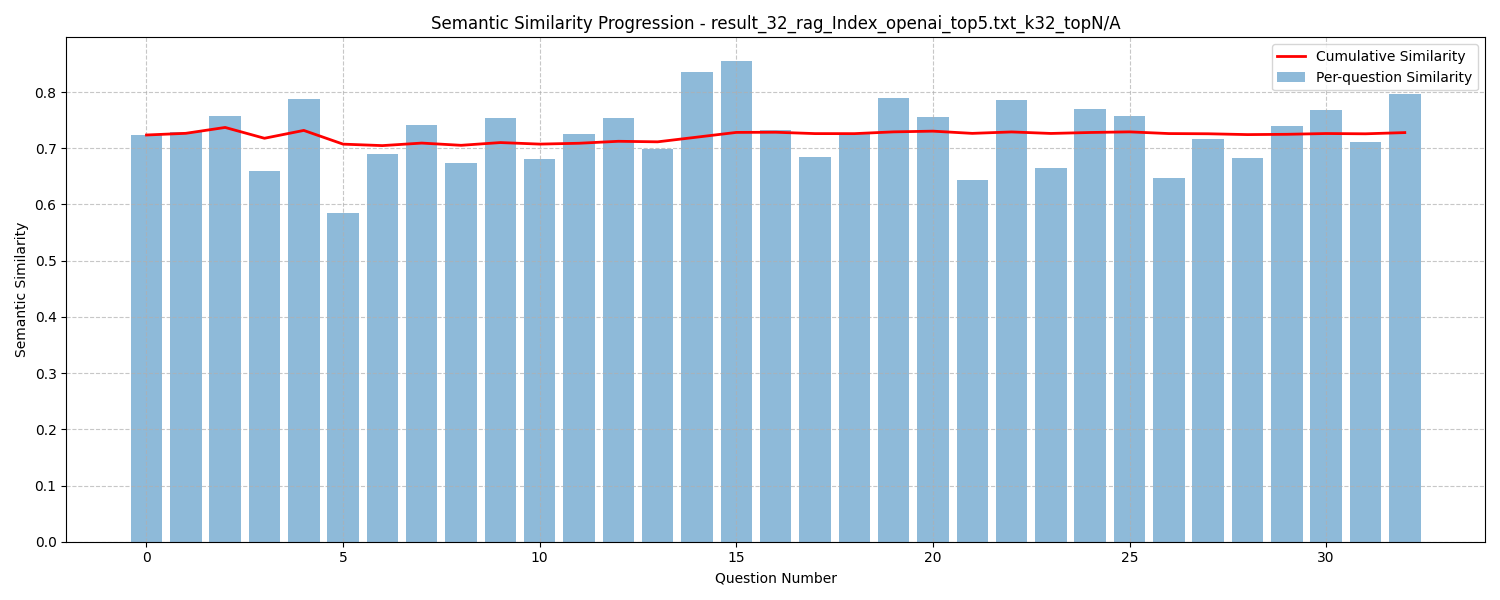 Semantic Similarity Progression - result_32_rag_Index_openai_top5.txt_k32_topN/A
Cumulative Similarity
Per-question Similarity
Semantic Similarity
0.8
0.7
0.6
0.5
0.4
0.3
0.2
0.1
0.0
0 5 10 15 20 25 30
Question Number